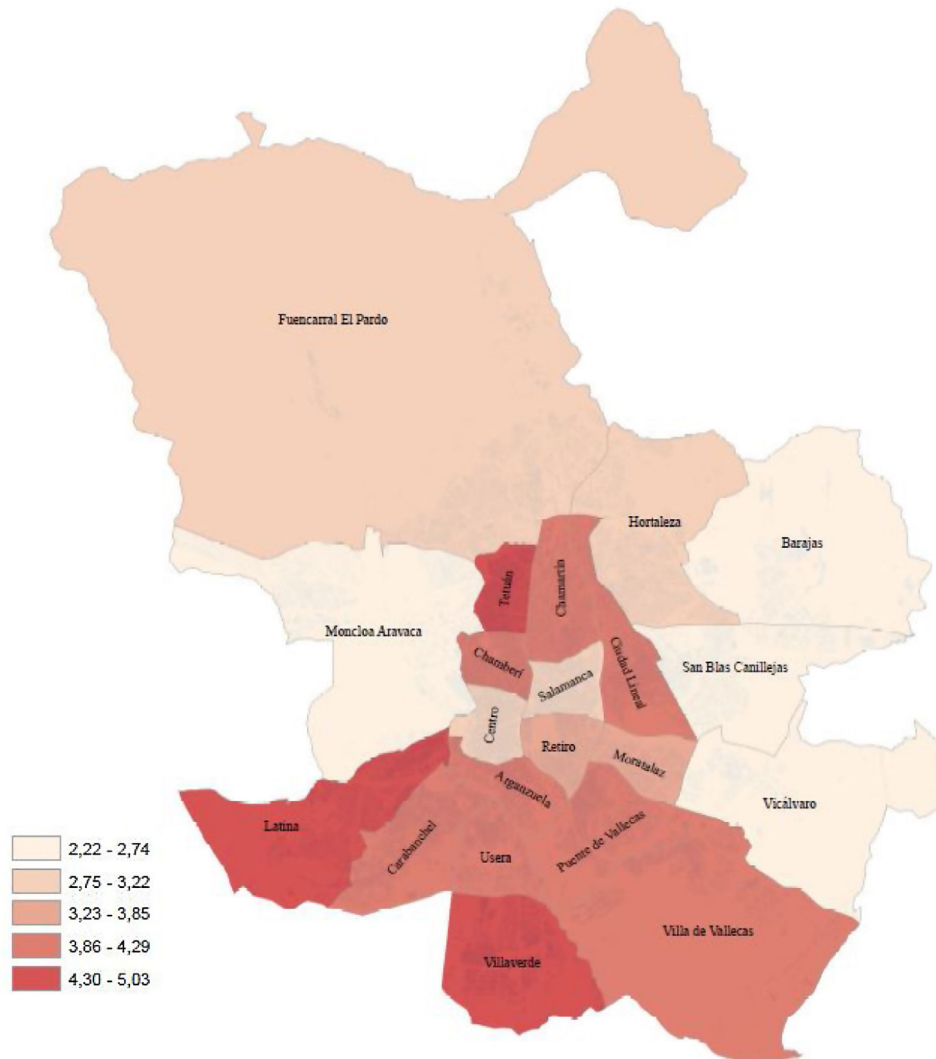 Fuencarral El Pardo
Hortaleza
Barajas
Tetuán
Chamartín
Moncloa Aravaca
Chamberí
Ciudad Lineal
San Blas Canillejas
Salamanca
Centro
Retiro
Moratalaz
Arganzuela
Vicálvaro
Latina
Carabanchel
Usera
Puente de Vallecas
Villa de Vallecas
Villaverde
2,22 - 2,74
2,75 - 3,22
3,23 - 3,85
3,86 - 4,29
4,30 - 5,03